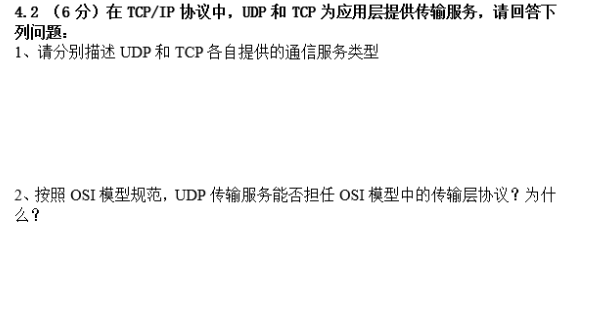 4.2 （6 分）在 TCP/IP 协议中，UDP 和 TCP 为应用层提供传输服务，请回答下
列问题：
1、请分别描述 UDP 和 TCP 各自提供的通信服务类型
2、按照 OSI 模型规范，UDP 传输服务能否担任 OSI 模型中的传输层协议？为什
么？